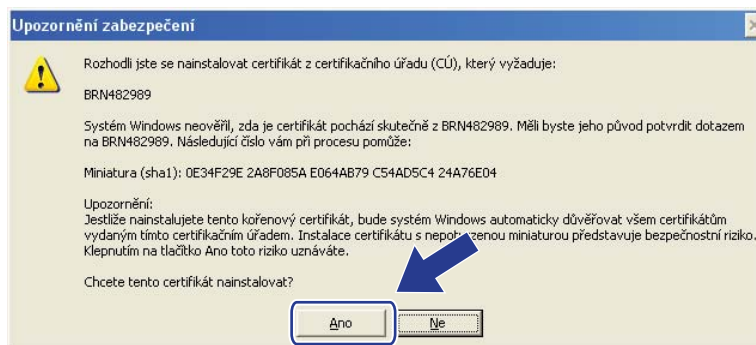 Upozornění zabezpečení
Rozhodli jste se nainstalovat certifikát z certifikačního úřadu (CÚ), který vyžaduje:
BRN482989
Systém Windows neověřil, zda je certifikát pochází skutečně z BRN482989. Měli byste jeho původ potvrdit dotazem
na BRN482989. Následující číslo vám při procesu pomůže:
Miniatura (sha1): 0E34F29E 2A8F085A E064AB79 C54AD5C4 24A76E04
Upozornění:
Jestliže nainstalujete tento kořenový certifikát, bude systém Windows automaticky důvěřovat všem certifikátům
vydaným tímto certifikačním úřadem. Instalace certifikátu s nepotvrzenou miniaturou představuje bezpečnostní riziko.
Klepnutím na tlačítko Ano toto riziko uznáváte.
Chcete tento certifikát nainstalovat?
Ano
Ne